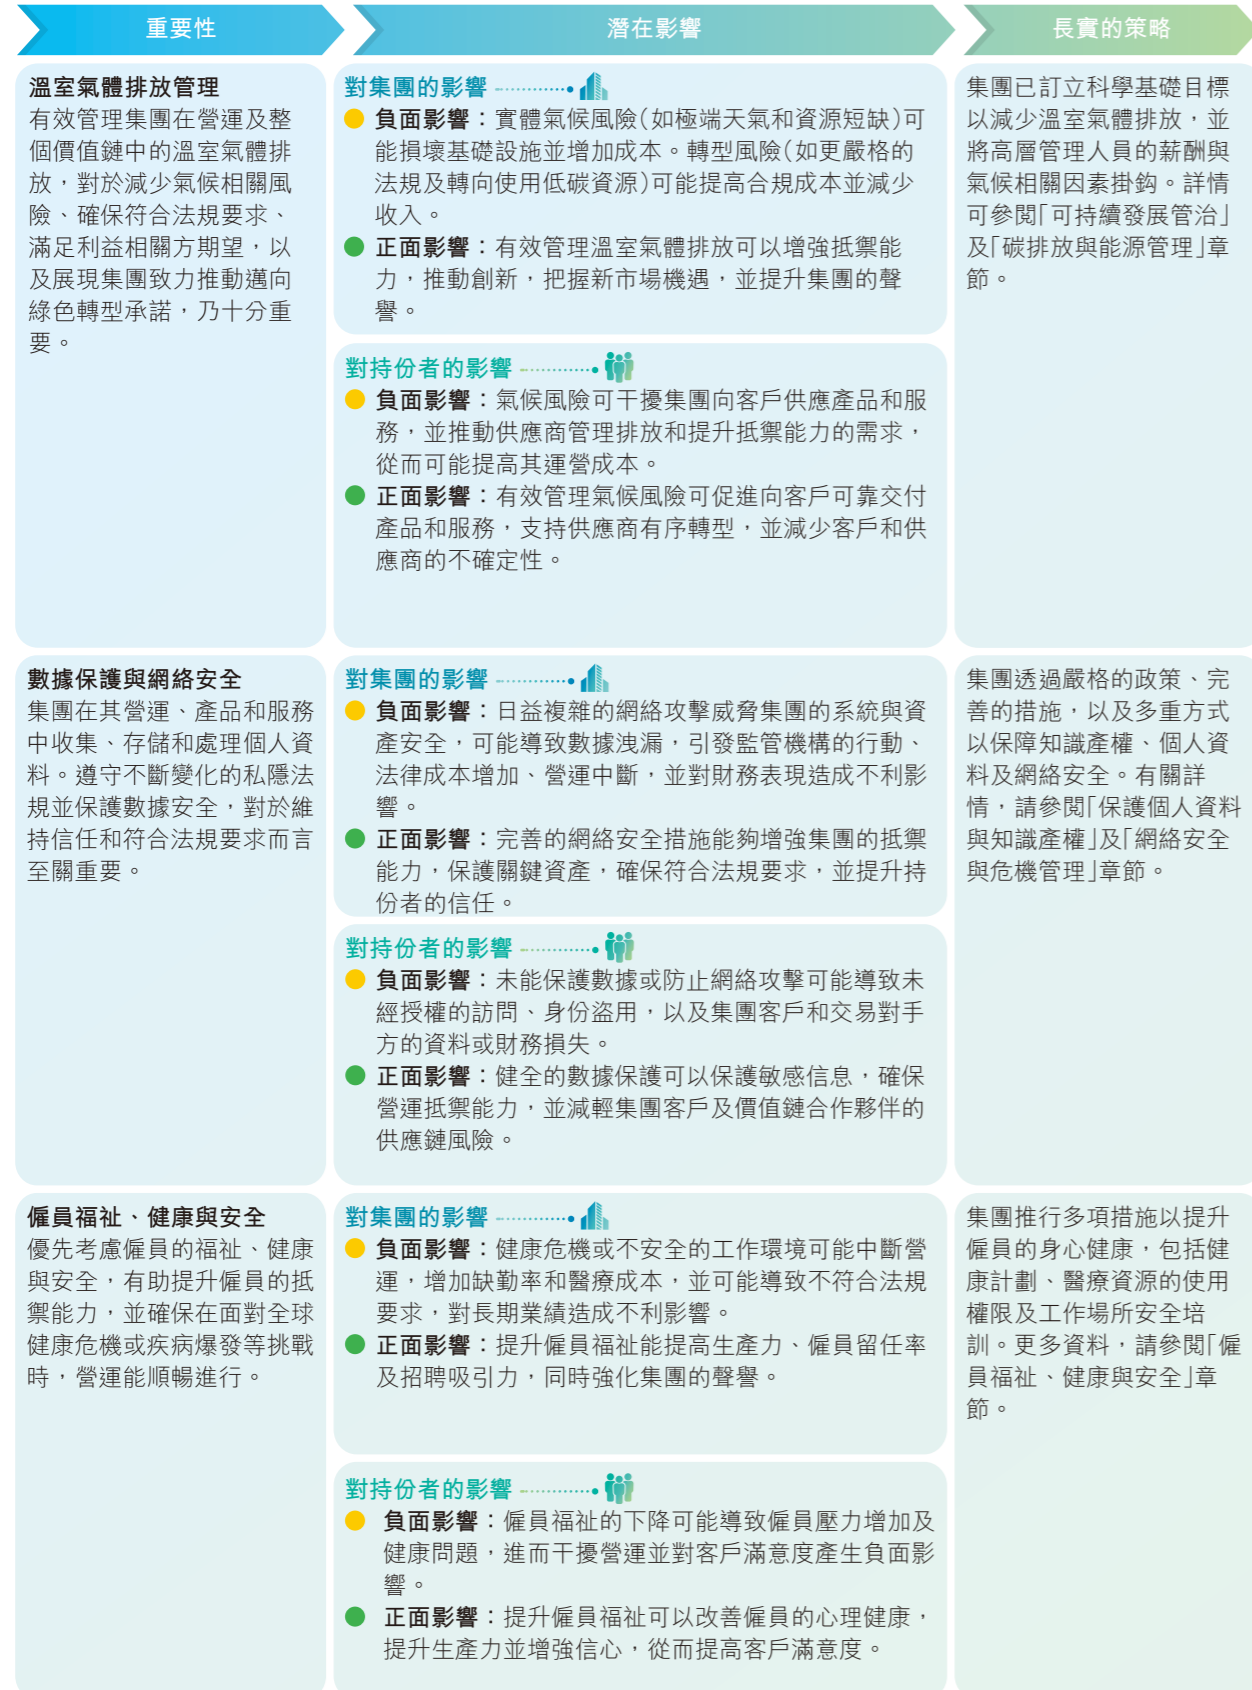 重要性
潛在影響
長實的策略
溫室氣體排放管理
有效管理集團在營運及整
個價值鏈中的溫室氣體排
放，對於減少氣候相關風
險、確保符合法規要求、
滿足利益相關方期望，以
及展現集團致力推動邁向
綠色轉型承諾，乃十分重
要。
對集團的影響
負面影響：實體氣候風險（如極端天氣和資源短缺）可
能損壞基礎設施並增加成本。轉型風險（如更嚴格的
法規及轉向使用低碳資源）可能提高合規成本並減少
收入。
正面影響：有效管理溫室氣體排放可以增強抵禦能
力，推動創新，把握新市場機遇，並提升集團的聲
譽。
對持份者的影響
負面影響：氣候風險可干擾集團向客戶供應產品和服
務，並推動供應商管理排放和提升抵禦能力的需求，
從而可能提高其運營成本。
正面影響：有效管理氣候風險可促進向客戶可靠交付
產品和服務，支持供應商有序轉型，並減少客戶和供
應商的不確定性。
集團已訂立科學基礎目標
以減少溫室氣體排放，並
將高層管理人員的薪酬與
氣候相關因素掛鈎。詳情
可參閱「可持續發展管治」
及「碳排放與能源管理」章
節。
數據保護與網絡安全
集團在其營運、產品和服務
中收集、存儲和處理個人資
料。遵守不斷變化的私隱法
規並保護數據安全，對於維
持信任和符合法規要求而言
至關重要。
對集團的影響
負面影響：日益複雜的網絡攻擊威脅集團的系統與資
產安全，可能導致數據洩漏，引發監管機構的行動、
法律成本增加、營運中斷，並對財務表現造成不利影
響。
正面影響：完善的網絡安全措施能夠增強集團的抵禦
能力，保護關鍵資產，確保符合法規要求，並提升持
份者的信任。
對持份者的影響
負面影響：未能保護數據或防止網絡攻擊可能導致未
經授權的訪問、身份盜用，以及集團客戶和交易對手
方的資料或財務損失。
正面影響：健全的數據保護可以保護敏感信息，確保
營運抵禦能力，並減輕集團客戶及價值鏈合作夥伴的
供應鏈風險。
集團透過嚴格的政策、完
善的措施，以及多重方式
以保障知識產權、個人資
料及網絡安全。有關詳
情，請參閱「保護個人資料
與知識產權」及「網絡安全
與危機管理」章節。
僱員福祉、健康與安全
優先考慮僱員的福祉、健康
與安全，有助提升僱員的抵
禦能力，並確保在面對全球
健康危機或疾病爆發等挑戰
時，營運能順暢進行。
對集團的影響
負面影響：健康危機或不安全的工作環境可能中斷營
運，增加缺勤率和醫療成本，並可能導致不符合法規
要求，對長期業績造成不利影響。
正面影響：提升僱員福祉能提高生產力、僱員留任率
及招聘吸引力，同時強化集團的聲譽。
對持份者的影響
負面影響：僱員福祉的下降可能導致僱員壓力增加及
健康問題，進而干擾營運並對客戶滿意度產生負面影
響。
正面影響：提升僱員福祉可以改善僱員的心理健康，
提升生產力並增強信心，從而提高客戶滿意度。
集團推行多項措施以提升
僱員的身心健康，包括健
康計劃、醫療資源的使用
權限及工作場所安全培
訓。更多資料，請參閱「僱
員福祉、健康與安全」章
節。